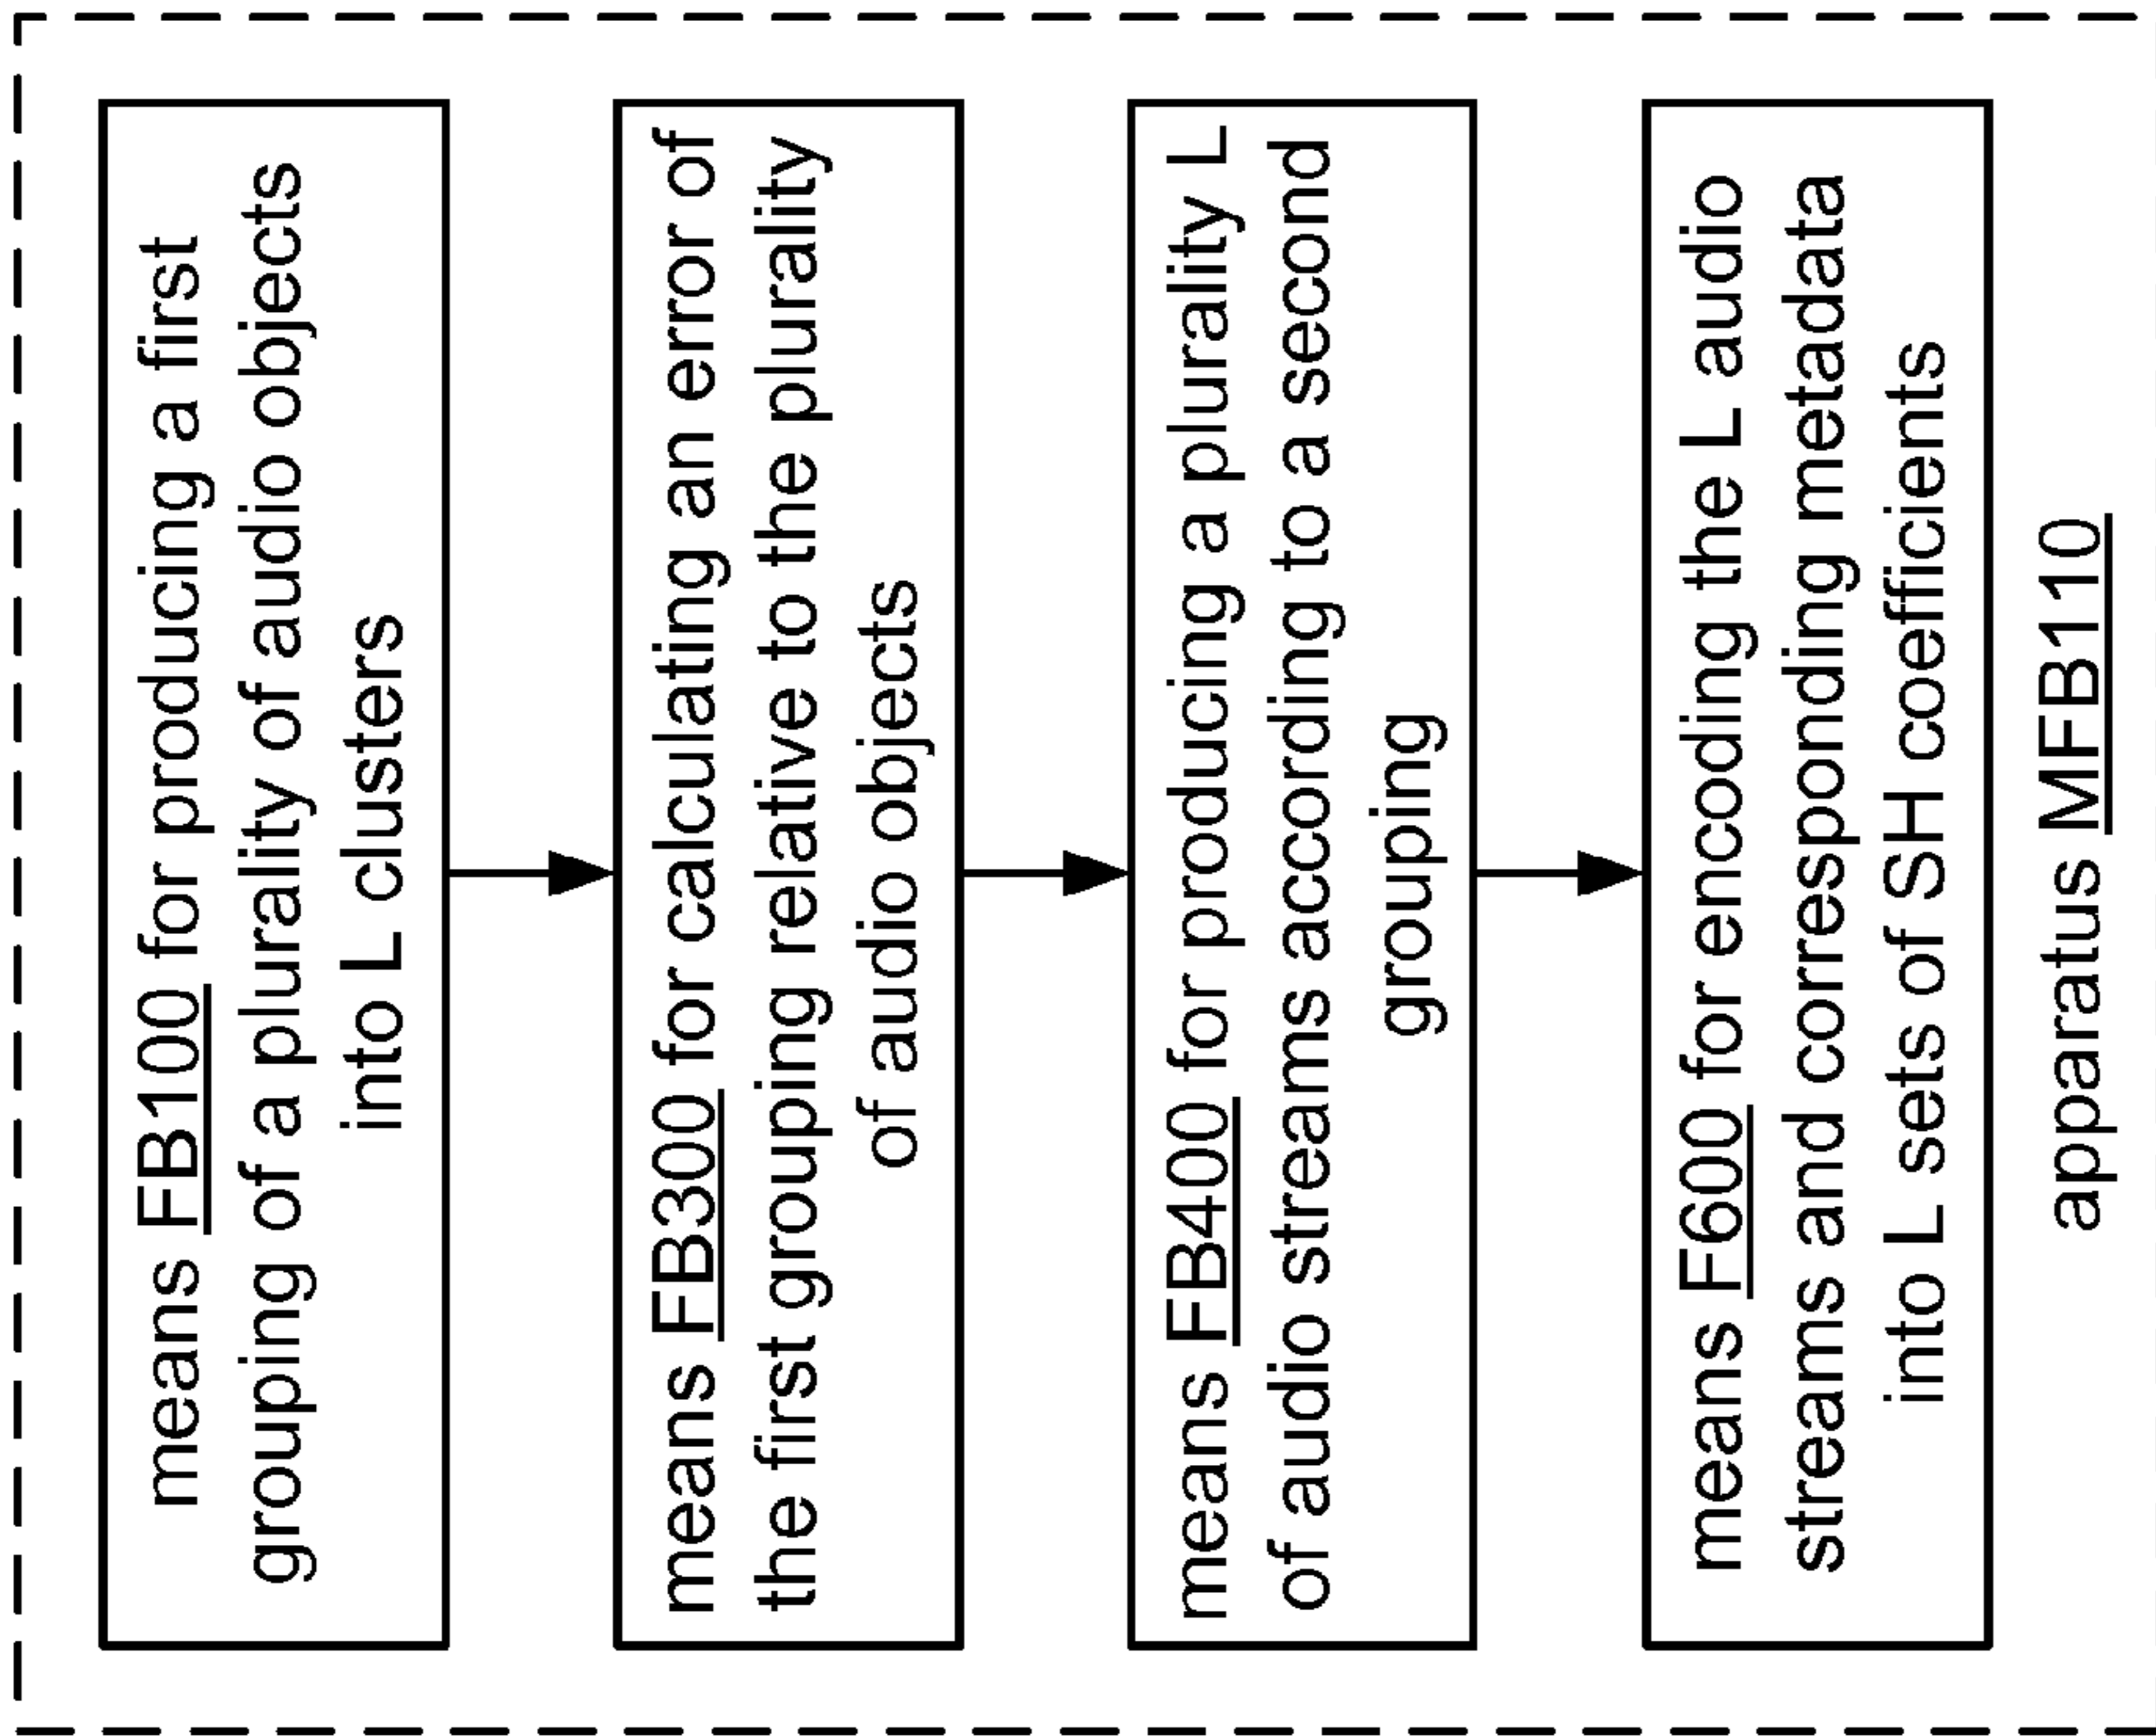 means FB100 for producing a first
grouping of a plurality of audio objects
into L clusters
means FB300 for calculating an error of
the first grouping relative to the plurality
of audio objects
means FB400 for producing a plurality L
of audio streams according to a second
grouping
means F600 for encoding the L audio
streams and corresponding metadata
into L sets of SH coefficients
apparatus MFB110